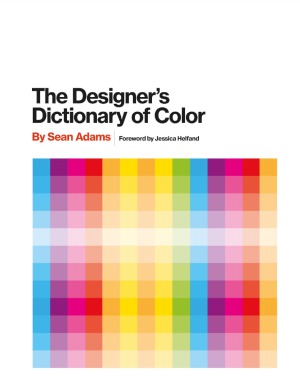 The Designer's
Dictionary of Color
By Sean Adams
Foreword by Jessica Helfand